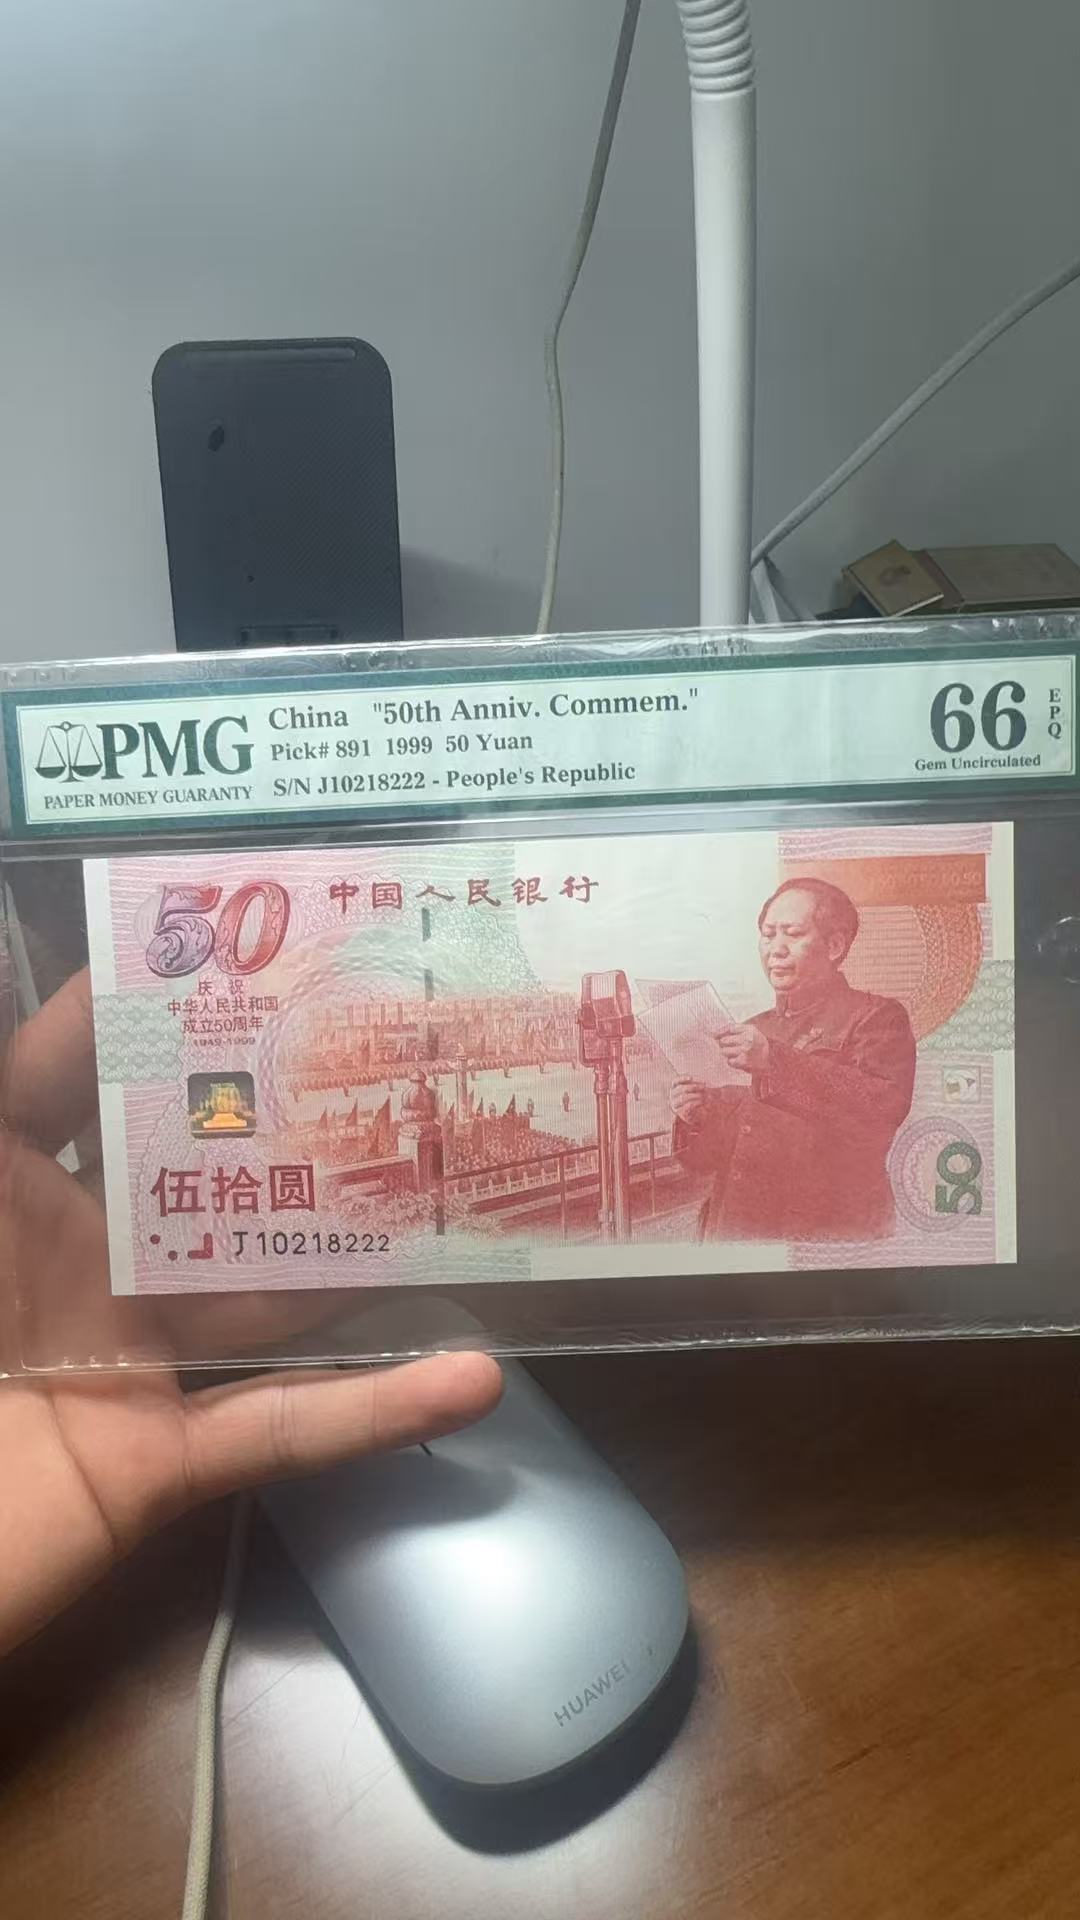 PMG
PAPER MONEY GUARANTY
China "50th Anniv. Commem."
Pick# 891 1999 50 Yuan
S/N J10218222 - People's Republic
66
EPQ
Gem Uncirculated
50
中国人民银行
庆祝
中华人民共和国
成立50周年
1949-1999
伍拾圆
J10218222
50
HUAWEI